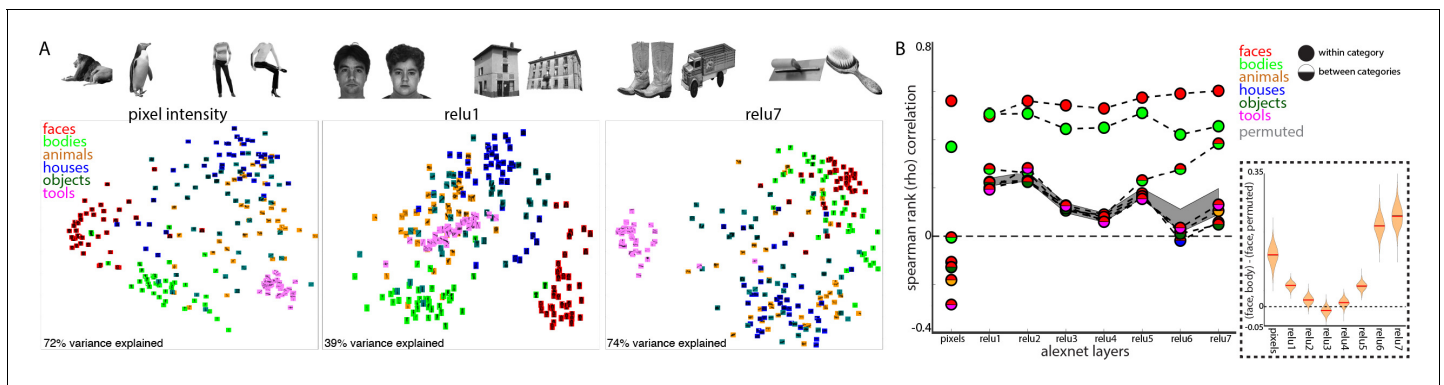 A
pixel intensity
relu1
relu7
faces
bodies
animals
houses
objects
tools
72% variance explained
39% variance explained
74% variance explained
B
0.8
0
-0.4
spearman rank (rho) correlation
pixels
relu1
relu2
relu3
relu4
relu5
relu6
relu7
alexnet layers
faces
bodies
animals
houses
objects
tools
permuted
within category
between categories
0.35
0
-0.05
(face, body) - (face, permuted)
pixels
relu1
relu2
relu3
relu4
relu5
relu6
relu7